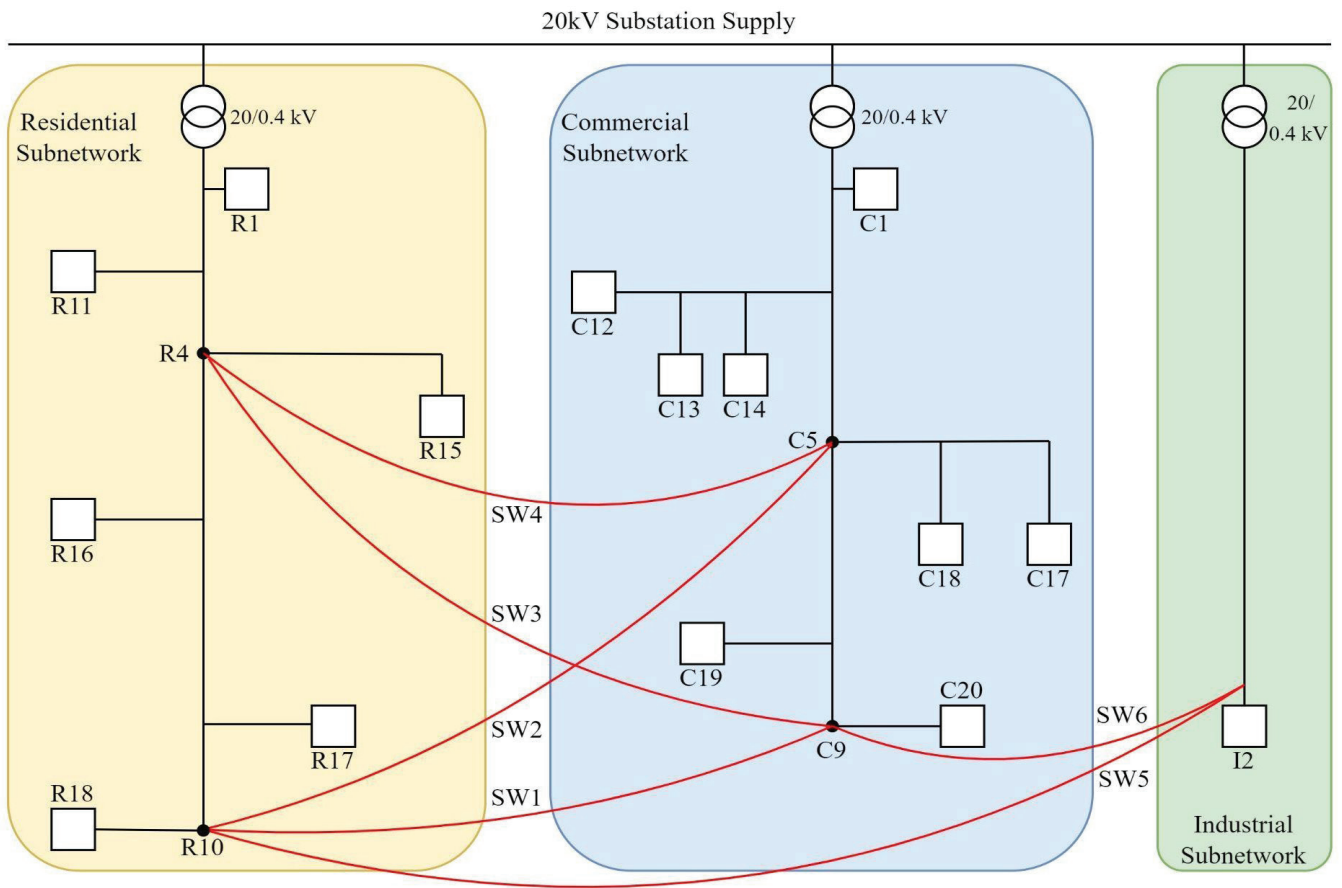 20kV Substation Supply
Residential
Subnetwork
20/0.4 kV
R1
R11
R4
R15
R16
R17
R18
R10
Commercial
Subnetwork
20/0.4 kV
C1
C12
C13
C14
C5
C18
C17
C19
C20
C9
SW4
SW3
SW2
SW1
SW6
SW5
20/
0.4 kV
I2
Industrial
Subnetwork